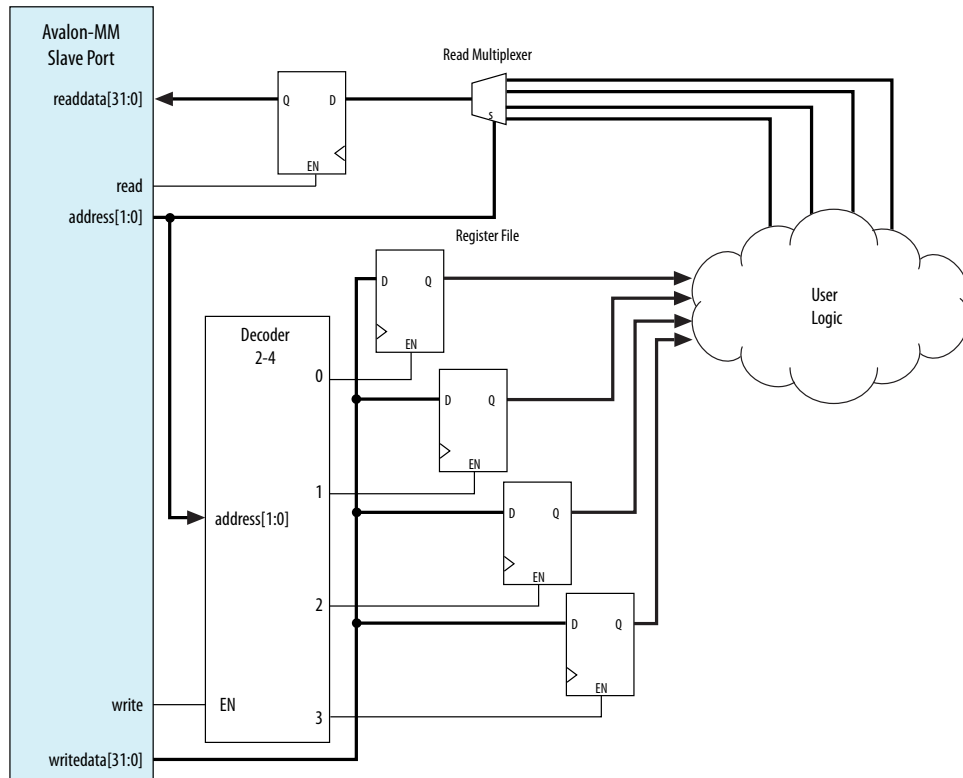 Avalon-MM
Slave Port
Read Multiplexer
readdata[31:0]
Q
D
s
EN
read
address[1:0]
Register File
D
Q
EN
User
Logic
Decoder
2-4
0
D
Q
EN
1
address[1:0]
D
Q
EN
2
D
Q
EN
write
EN
3
writedata[31:0]